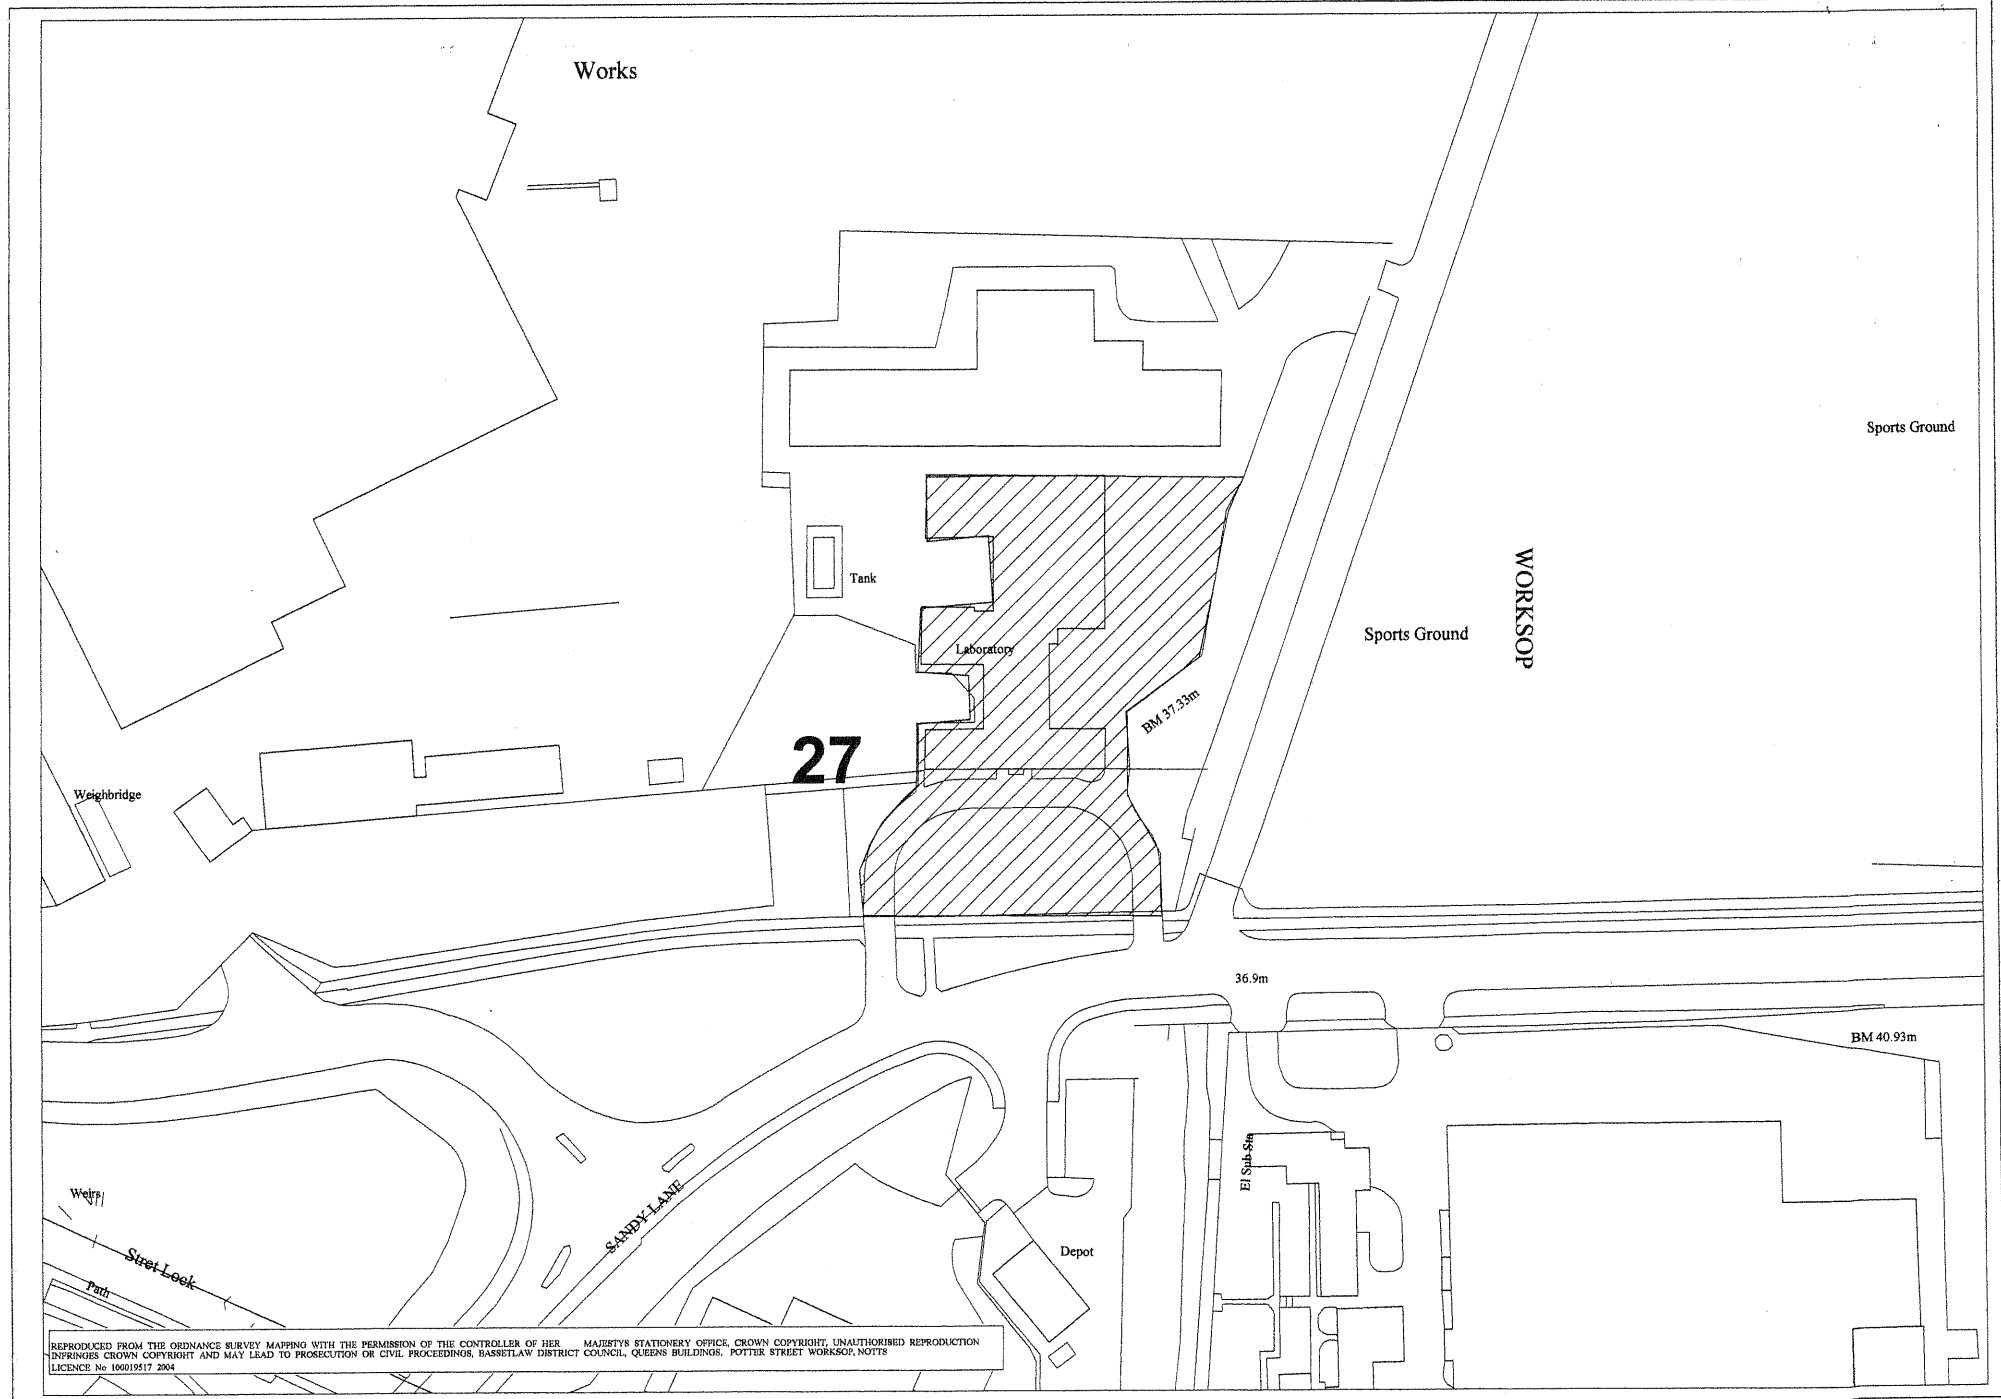 Works
Sports Ground
Tank
WORKSOP
Sports Ground
Laboratory
BM 37.33m
27
Weighbridge
36.9m
BM 40.93m
El Sub Sta
Weirs
SANDY LANE
Depot
Stret Lock
Path
REPRODUCED FROM THE ORDNANCE SURVEY MAPPING WITH THE PERMISSION OF THE CONTROLLER OF HER MAJESTYS STATIONERY OFFICE, CROWN COPYRIGHT, UNAUTHORISED REPRODUCTION
INFRINGES CROWN COPYRIGHT AND MAY LEAD TO PROSECUTION OR CIVIL PROCEEDINGS, BASSETLAW DISTRICT COUNCIL, QUEENS BUILDINGS, POTTER STREET WORKSOP, NOTTS
LICENCE No 100019517 2004